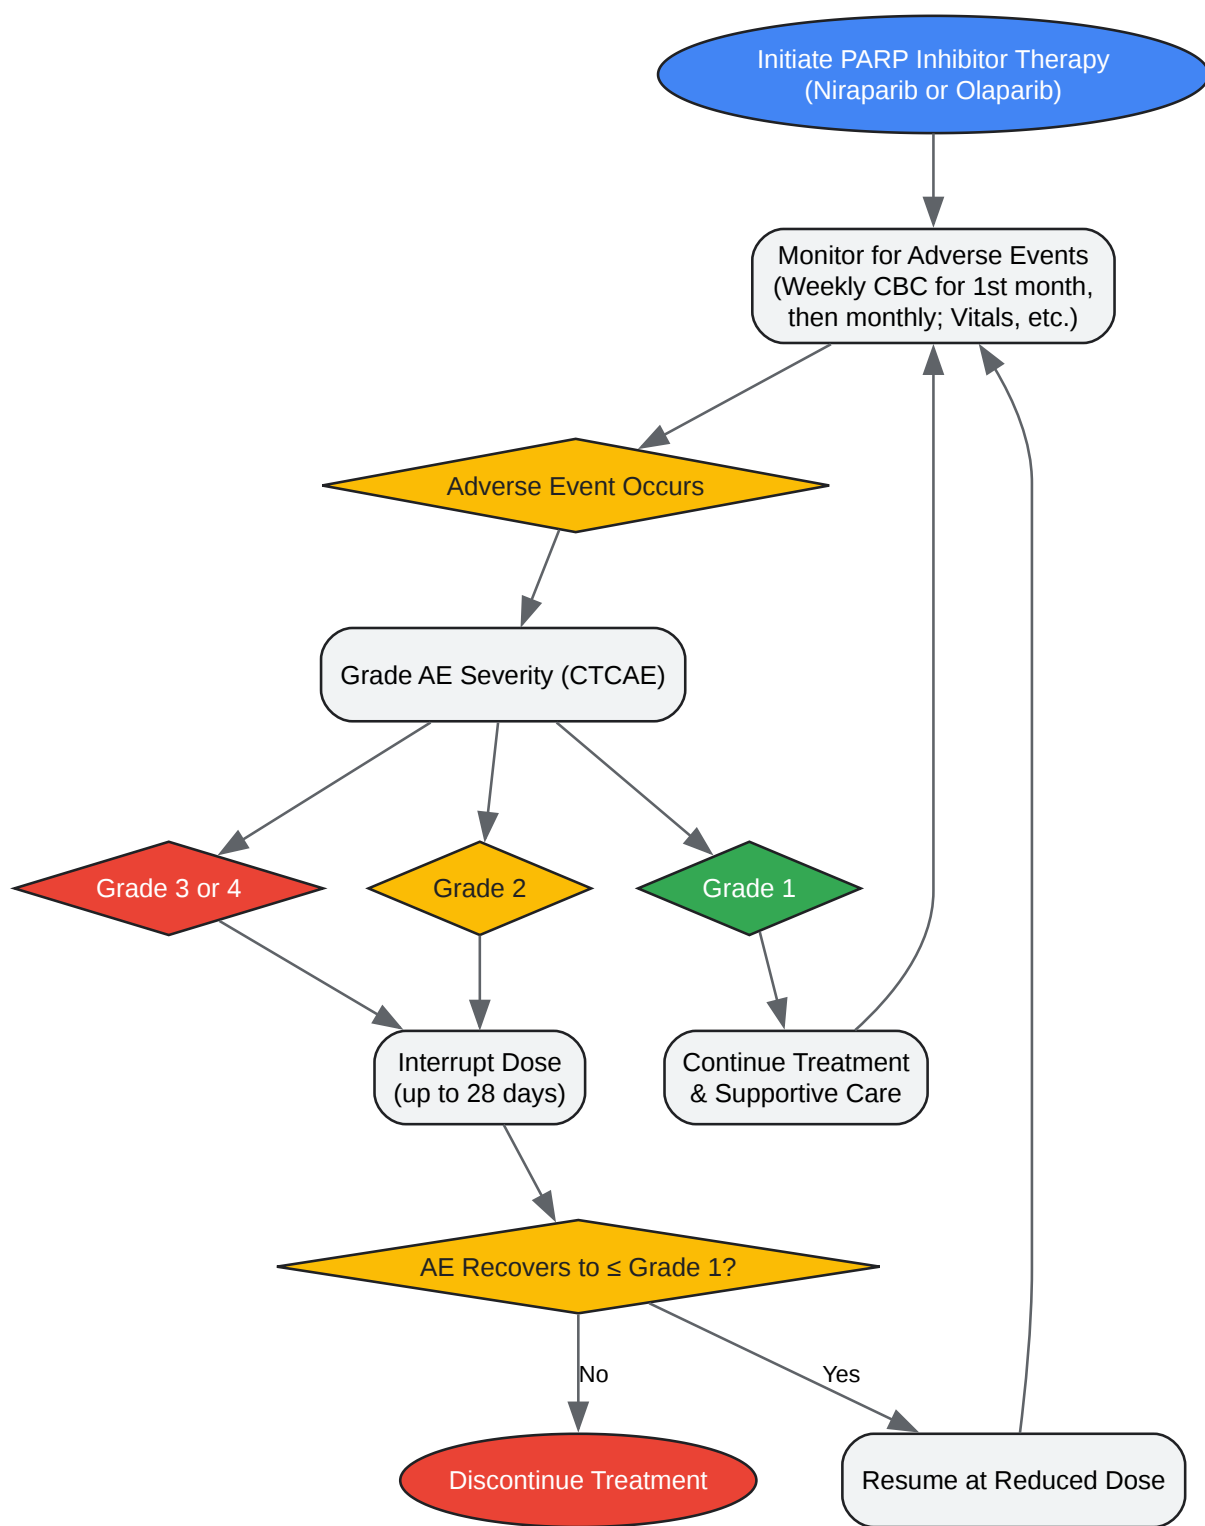 Initiate PARP Inhibitor Therapy
(Niraparib or Olaparib)
Monitor for Adverse Events
(Weekly CBC for 1st month,
then monthly; Vitals, etc.)
Adverse Event Occurs
Grade AE Severity (CTCAE)
Grade 3 or 4
Grade 2
Grade 1
Interrupt Dose
(up to 28 days)
Continue Treatment
& Supportive Care
AE Recovers to ≤ Grade 1?
No
Yes
Discontinue Treatment
Resume at Reduced Dose